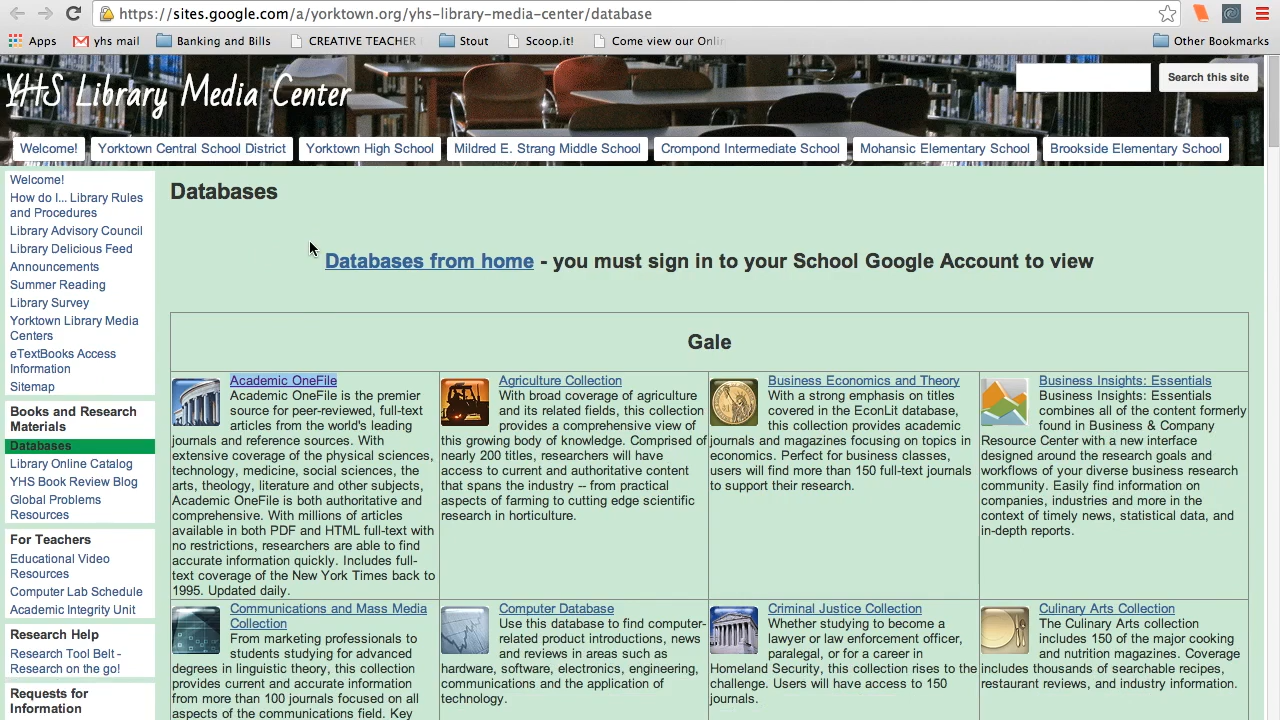 https://sites.google.com/a/yorktown.org/yhs-library-media-center/database
Apps
yhs mail
Banking and Bills
CREATIVE TEACHER
Stout
Scoop.it!
Come view our Onlin
Other Bookmarks
YHS Library Media Center
Search this site
Welcome!
Yorktown Central School District
Yorktown High School
Mildred E. Strang Middle School
Crompond Intermediate School
Mohansic Elementary School
Brookside Elementary School
Welcome!
How do I... Library Rules
and Procedures
Library Advisory Council
Library Delicious Feed
Announcements
Summer Reading
Library Survey
Yorktown Library Media
Centers
eTextBooks Access
Information
Sitemap
Books and Research
Materials
Databases
Library Online Catalog
YHS Book Review Blog
Global Problems
Resources
For Teachers
Educational Video
Resources
Computer Lab Schedule
Academic Integrity Unit
Research Help
Research Tool Belt -
Research on the go!
Requests for
Information
Databases
Databases from home - you must sign in to your School Google Account to view
Gale
Academic OneFile
Academic OneFile is the premier
source for peer-reviewed, full-text
articles from the world's leading
journals and reference sources. With
extensive coverage of the physical sciences,
technology, medicine, social sciences, the
arts, theology, literature and other subjects,
Academic OneFile is both authoritative and
comprehensive. With millions of articles
available in both PDF and HTML full-text with
no restrictions, researchers are able to find
accurate information quickly. Includes full-
text coverage of the New York Times back to
1995. Updated daily.
Agriculture Collection
With broad coverage of agriculture
and its related fields, this collection
provides a comprehensive view of
this growing body of knowledge. Comprised of
nearly 200 titles, researchers will have
access to current and authoritative content
that spans the industry -- from practical
aspects of farming to cutting edge scientific
research in horticulture.
Business Economics and Theory
With a strong emphasis on titles
covered in the EconLit database,
this collection provides academic
journals and magazines focusing on topics in
economics. Perfect for business classes,
users will find more than 150 full-text journals
to support their research.
Business Insights: Essentials
Business Insights: Essentials
combines all of the content formerly
found in Business & Company
Resource Center with a new interface
designed around the research goals and
workflows of your diverse business research
community. Easily find information on
companies, industries and more in the
context of timely news, statistical data, and
in-depth reports.
Communications and Mass Media
Collection
From marketing professionals to
students studying for advanced
degrees in linguistic theory, this collection
provides current and accurate information
from more than 100 journals focused on all
aspects of the communications field. Key
Computer Database
Use this database to find computer-
related product introductions, news
and reviews in areas such as
hardware, software, electronics, engineering,
communications and the application of
technology.
Criminal Justice Collection
Whether studying to become a
lawyer or law enforcement officer,
paralegal, or for a career in
Homeland Security, this collection rises to the
challenge. Users will have access to 150
journals.
Culinary Arts Collection
The Culinary Arts collection
includes 150 of the major cooking
and nutrition magazines. Coverage
includes thousands of searchable recipes,
restaurant reviews, and industry information.